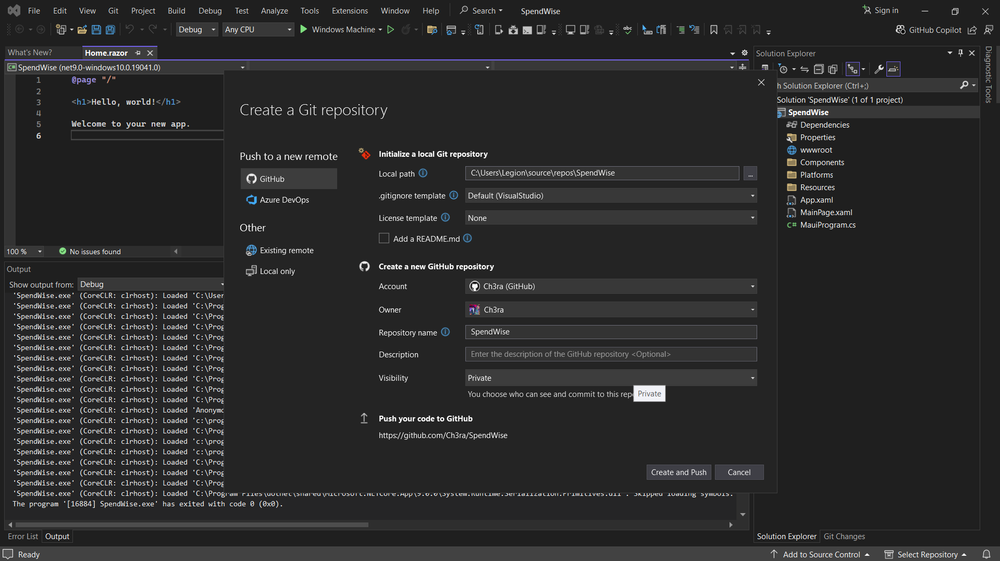 File Edit View Git Project Build Debug Test Analyze Tools Extensions Window Help Search SpendWise Sign in
Debug Any CPU Windows Machine abc GitHub Copilot
What's New? Home.razor
C# SpendWise (net9.0-windows10.0.19041.0)
1 @page "/"
2
3 <h1>Hello, world!</h1>
4
5 Welcome to your new app.
6
100 % No issues found
Output
Show output from: Debug
'SpendWise.exe' (CoreCLR: clrhost): Loaded 'C:\User
'SpendWise.exe' (CoreCLR: clrhost): Loaded 'C:\Prog
'SpendWise.exe' (CoreCLR: clrhost): Loaded 'C:\Prog
'SpendWise.exe' (CoreCLR: clrhost): Loaded 'C:\Prog
'SpendWise.exe' (CoreCLR: clrhost): Loaded 'C:\Prog
'SpendWise.exe' (CoreCLR: clrhost): Loaded 'C:\Prog
'SpendWise.exe' (CoreCLR: clrhost): Loaded 'C:\Prog
'SpendWise.exe' (CoreCLR: clrhost): Loaded 'C:\Prog
'SpendWise.exe' (CoreCLR: clrhost): Loaded 'C:\Prog
'SpendWise.exe' (CoreCLR: clrhost): Loaded 'C:\Prog
'SpendWise.exe' (CoreCLR: clrhost): Loaded 'C:\Prog
'SpendWise.exe' (CoreCLR: clrhost): Loaded 'Anonymo
'SpendWise.exe' (CoreCLR: clrhost): Loaded 'c:\prog
'SpendWise.exe' (CoreCLR: clrhost): Loaded 'C:\Prog
'SpendWise.exe' (CoreCLR: clrhost): Loaded 'c:\prog
'SpendWise.exe' (CoreCLR: clrhost): Loaded 'c:\prog
'SpendWise.exe' (CoreCLR: clrhost): Loaded 'C:\Prog
'SpendWise.exe' (CoreCLR: clrhost): Loaded 'C:\Prog
'SpendWise.exe' (CoreCLR: clrhost): Loaded 'C:\Prog
'SpendWise.exe' (CoreCLR: clrhost): Loaded 'C:\Program Files\dotnet\shared\Microsoft.NETCore.App\9.0.0\System.Runtime.Serialization.Primitives.dll'. Skipped loading symbols.
The program '[16884] SpendWise.exe' has exited with code 0 (0x0).
Error List Output
Create a Git repository
Push to a new remote
GitHub
Azure DevOps
Other
Existing remote
Local only
Initialize a local Git repository
Local path C:\Users\Legion\source\repos\SpendWise ...
.gitignore template Default (VisualStudio)
License template None
Add a README.md
Create a new GitHub repository
Account Ch3ra (GitHub)
Owner Ch3ra
Repository name SpendWise
Description Enter the description of the GitHub repository <Optional>
Visibility Private
You choose who can see and commit to this repo
Private
Push your code to GitHub
https://github.com/Ch3ra/SpendWise
Create and Push Cancel
Solution Explorer
h Solution Explorer (Ctrl+;)
Solution 'SpendWise' (1 of 1 project)
SpendWise
Dependencies
Properties
wwwroot
Components
Platforms
Resources
App.xaml
MainPage.xaml
C# MauiProgram.cs
Solution Explorer Git Changes
Diagnostic Tools
Ready Add to Source Control Select Repository